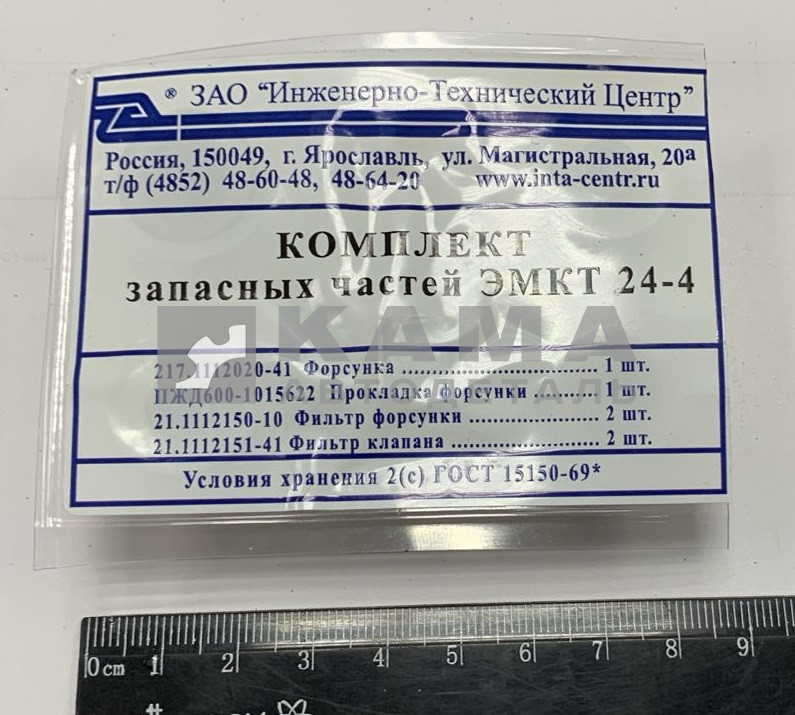 ® ЗАО “Инженерно-Технический Центр”
Россия, 150049, г. Ярославль, ул. Магистральная, 20а
т/ф (4852) 48-60-48, 48-64-20 www.inta-centr.ru
КОМПЛЕКТ
запасных частей ЭМКТ 24-4
КАМА
АВТОДЕТАЛЬ
217.1112020-41 Форсунка ................................ 1 шт.
ПЖД600-1015622 Прокладка форсунки ........... 1 шт.
21.1112150-10 Фильтр форсунки ..................... 2 шт.
21.1112151-41 Фильтр клапана ........................ 2 шт.
Условия хранения 2(с) ГОСТ 15150-69*
0 cm 1 2 3 4 5 6 7 8 9